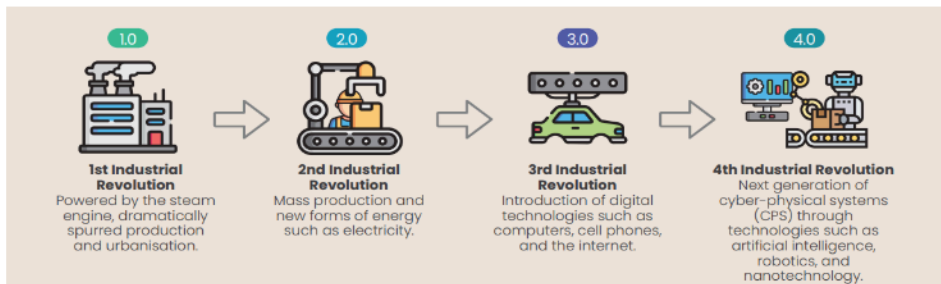 1.0
1st Industrial
Revolution
Powered by the steam
engine, dramatically
spurred production
and urbanisation.
2.0
2nd Industrial
Revolution
Mass production and
new forms of energy
such as electricity.
3.0
3rd Industrial
Revolution
Introduction of digital
technologies such as
computers, cell phones,
and the internet.
4.0
4th Industrial Revolution
Next generation of
cyber-physical systems
(CPS) through
technologies such as
artificial intelligence,
robotics, and
nanotechnology.